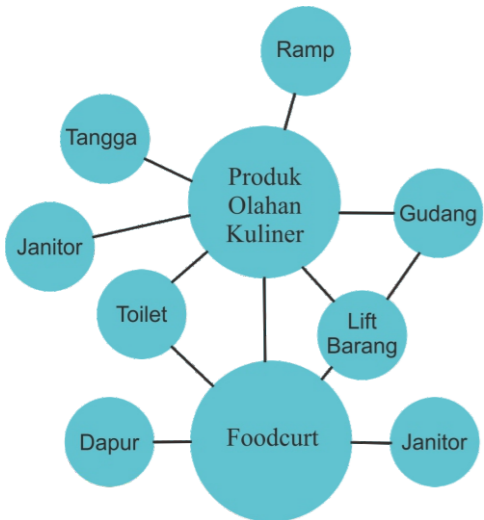 Ramp
Tangga
Produk
Olahan
Kuliner
Gudang
Janitor
Toilet
Lift
Barang
Dapur
Foodcurt
Janitor